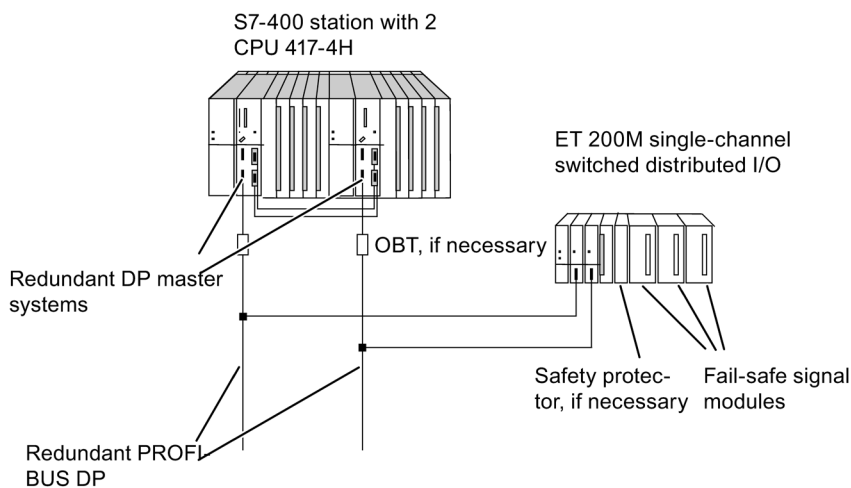 S7-400 station with 2
CPU 417-4H
ET 200M single-channel
switched distributed I/O
OBT, if necessary
Redundant DP master
systems
Safety protec-
tor, if necessary
Fail-safe signal
modules
Redundant PROFI-
BUS DP